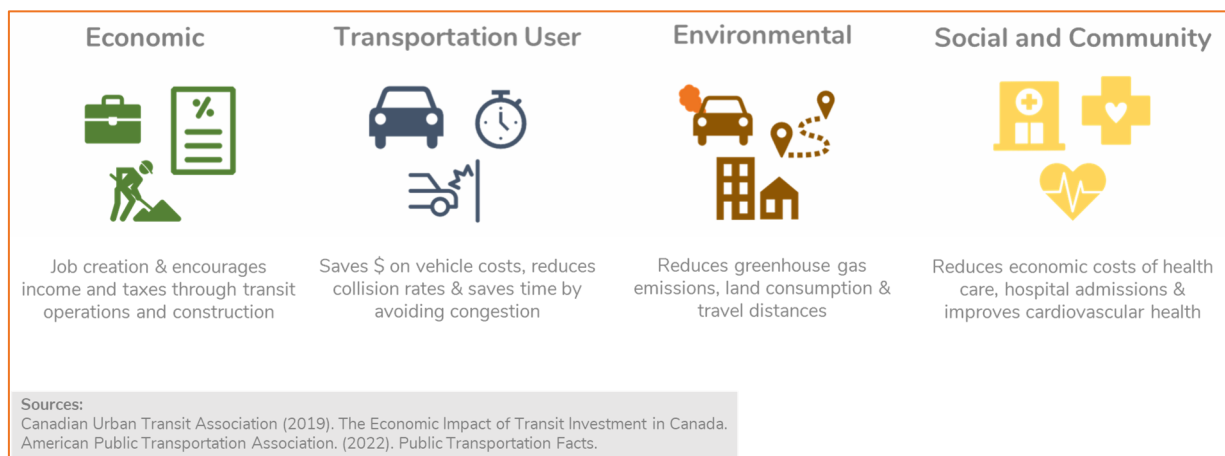 Economic
Job creation & encourages
income and taxes through transit
operations and construction
Transportation User
Saves $ on vehicle costs, reduces
collision rates & saves time by
avoiding congestion
Environmental
Reduces greenhouse gas
emissions, land consumption &
travel distances
Social and Community
Reduces economic costs of health
care, hospital admissions &
improves cardiovascular health
%
Sources:
Canadian Urban Transit Association (2019). The Economic Impact of Transit Investment in Canada.
American Public Transportation Association. (2022). Public Transportation Facts.